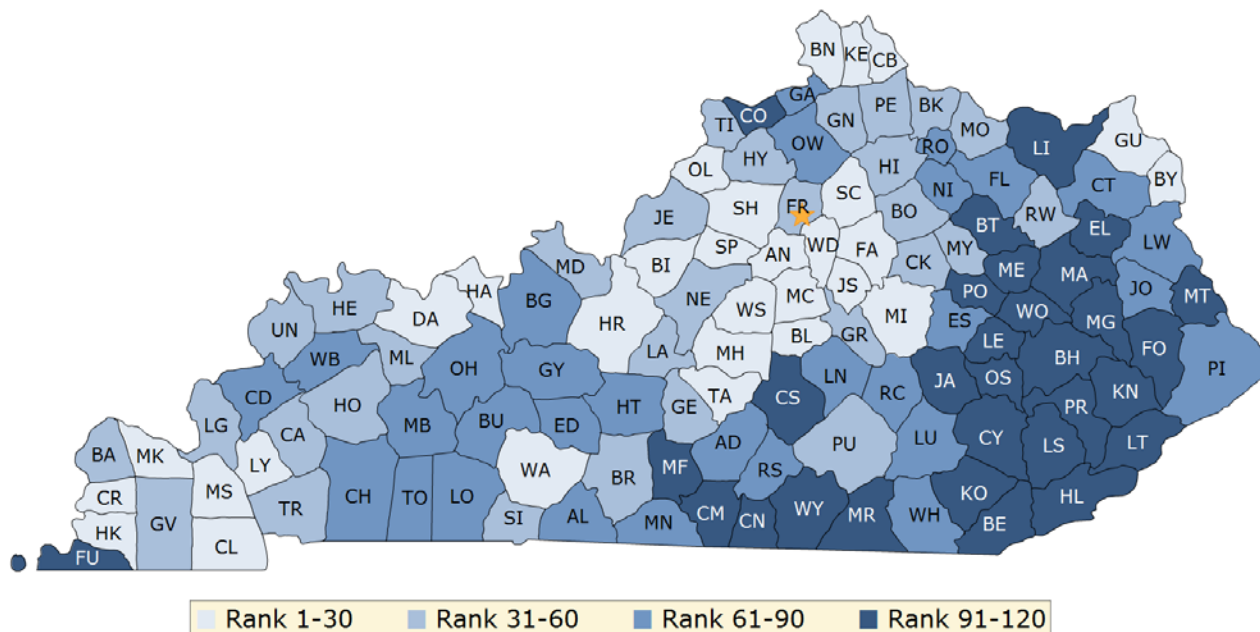 BN KE CB
GA
TI CO GN PE BK
OW MO LI GU
HY HI RO
OL NI FL CT BY
SH FR SC
JE BO BT RW EL
SP AN WD FA MY LW
MD BI CK ME MA
HA BG NE MC JS PO JO MT
HE DA HR WS MI ES WO MG
UN BL GR LE FO
WB ML LA MH BH PI
OH GY LN JA OS
CD TA CS RC KN
HO HT GE PR
LG CA MB BU ED AD PU LU CY LS LT
BA MK LY WA MF RS
CR MS CH TO LO BR KO HL
GV TR SI AL MN CM CN WY MR WH BE
HK CL
FU
Rank 1-30 Rank 31-60 Rank 61-90 Rank 91-120